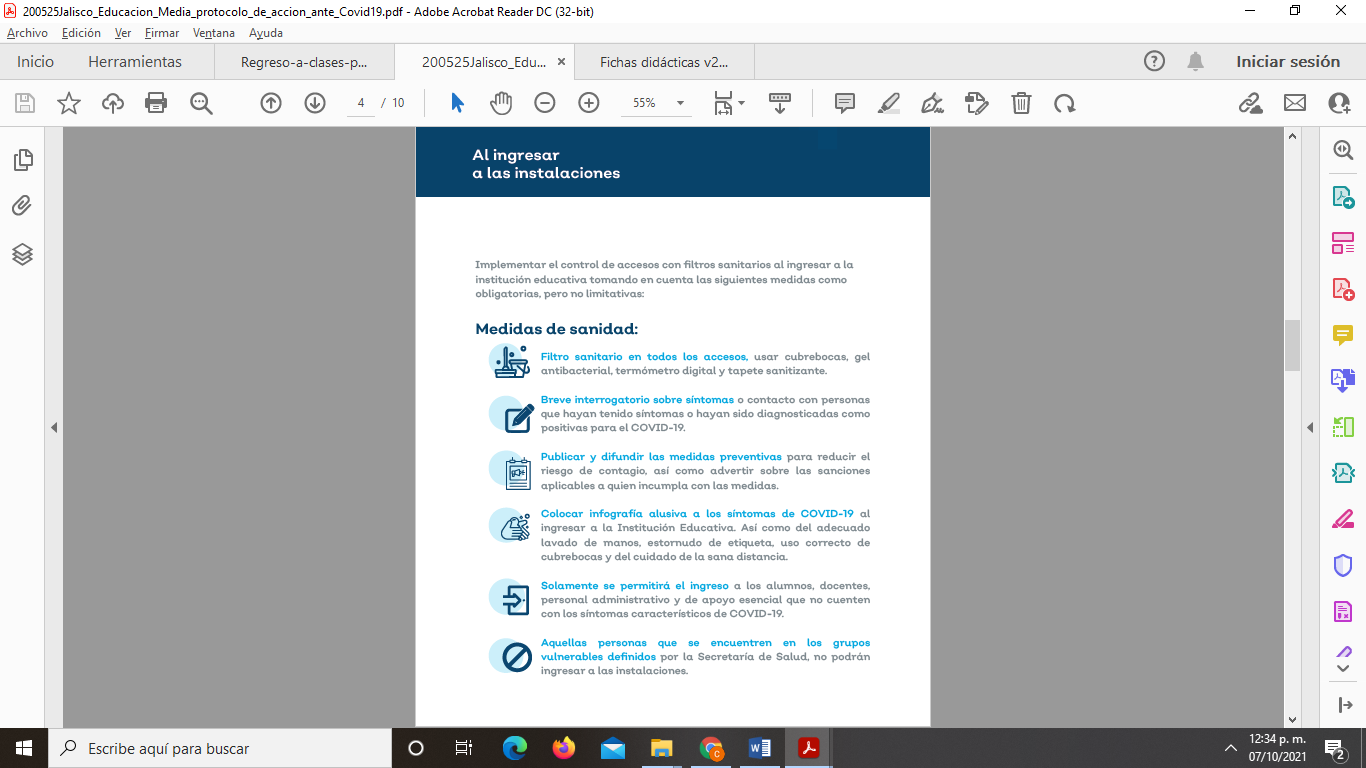 200525Jalisco_Educacion_Media_protocolo_de_accion_ante_Covid19.pdf - Adobe Acrobat Reader DC (32-bit)
Archivo Edición Ver Firmar Ventana Ayuda
Inicio Herramientas Regreso-a-clases-p... 200525Jalisco_Edu... × Fichas didácticas v2... Iniciar sesión
4 / 10 55%
Al ingresar
a las instalaciones
Implementar el control de accesos con filtros sanitarios al ingresar a la
institución educativa tomando en cuenta las siguientes medidas como
obligatorias, pero no limitativas:
Medidas de sanidad:
Filtro sanitario en todos los accesos, usar cubrebocas, gel
antibacterial, termómetro digital y tapete sanitizante.
Breve interrogatorio sobre síntomas o contacto con personas
que hayan tenido síntomas o hayan sido diagnosticadas como
positivas para el COVID-19.
Publicar y difundir las medidas preventivas para reducir el
riesgo de contagio, así como advertir sobre las sanciones
aplicables a quien incumpla con las medidas.
Colocar infografía alusiva a los síntomas de COVID-19 al
ingresar a la Institución Educativa. Así como del adecuado
lavado de manos, estornudo de etiqueta, uso correcto de
cubrebocas y del cuidado de la sana distancia.
Solamente se permitirá el ingreso a los alumnos, docentes,
personal administrativo y de apoyo esencial que no cuenten
con los síntomas característicos de COVID-19.
Aquellas personas que se encuentren en los grupos
vulnerables definidos por la Secretaría de Salud, no podrán
ingresar a las instalaciones.
Escribe aquí para buscar
12:34 p. m.
07/10/2021
2